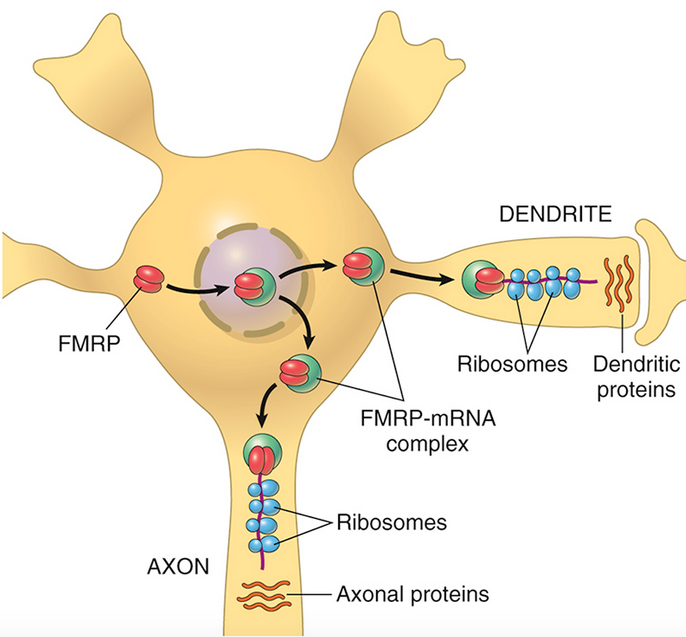 DENDRITE
FMRP
Ribosomes
Dendritic
proteins
FMRP-mRNA
complex
Ribosomes
AXON
Axonal proteins